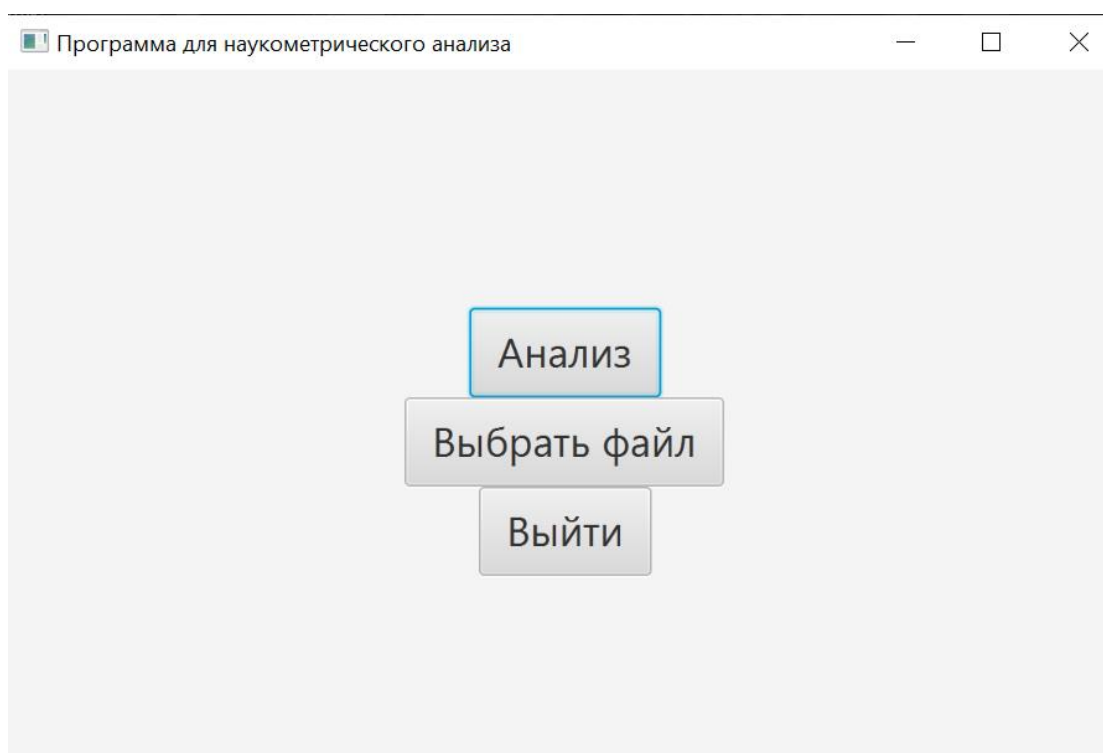 Программа для наукометрического анализа
Анализ
Выбрать файл
Выйти